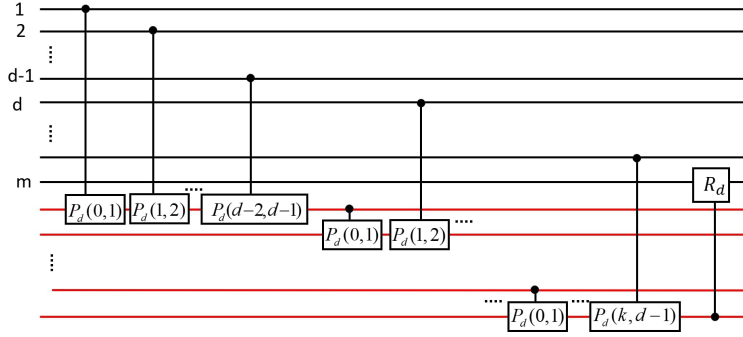 1
2
d-1
d
m
P_d(0,1)
P_d(1,2)
P_d(d−2,d−1)
P_d(0,1)
P_d(1,2)
R_d
P_d(0,1)
P_d(k,d−1)